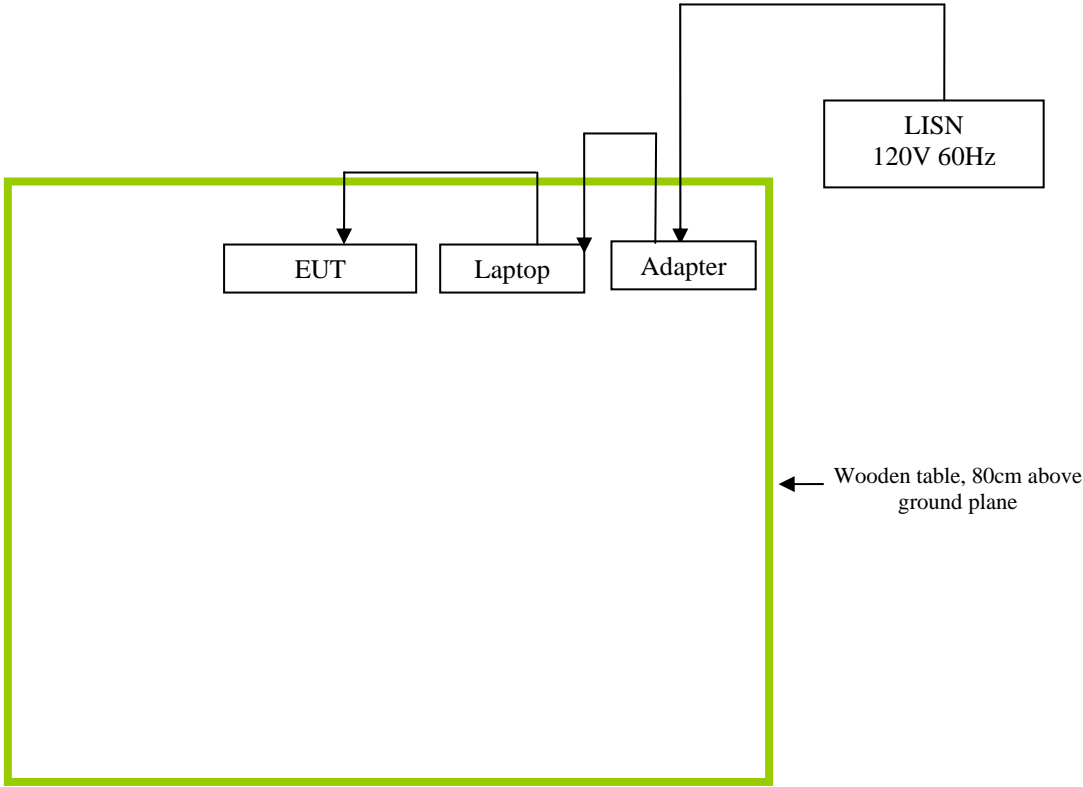 LISN
120V 60Hz
EUT
Laptop
Adapter
Wooden table, 80cm above
ground plane